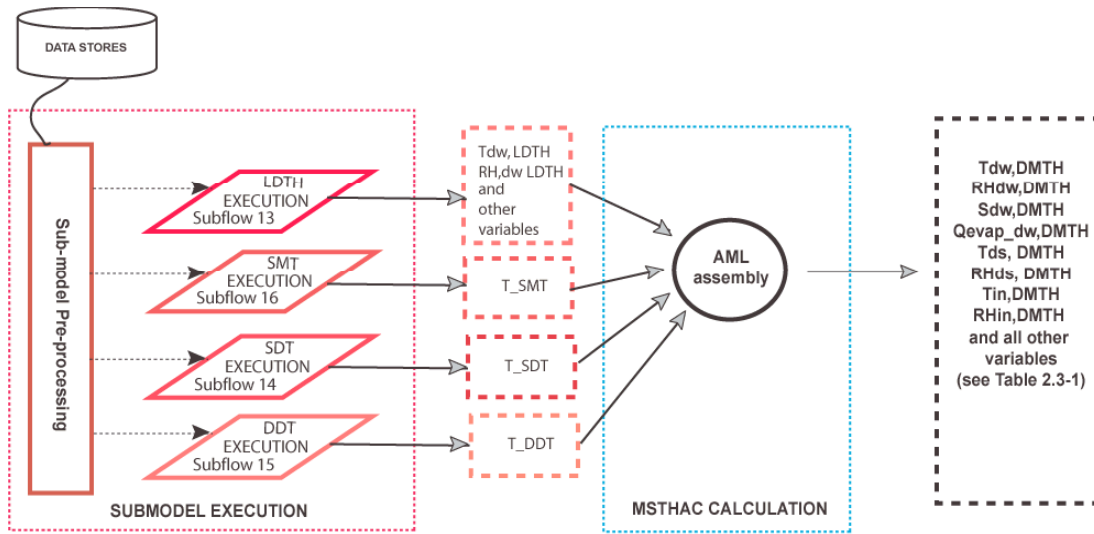 DATA STORES
Sub-model Pre-processing
LDTH
EXECUTION
Subflow 13
SMT
EXECUTION
Subflow 16
SDT
EXECUTION
Subflow 14
DDT
EXECUTION
Subflow 15
SUBMODEL EXECUTION
Tdw, LDTH
RH,dw LDTH
and
other
variables
T_SMT
T_SDT
T_DDT
AML
assembly
MSTHAC CALCULATION
Tdw,DMTH
RHdw,DMTH
Sdw,DMTH
Qevap_dw,DMTH
Tds, DMTH
RHds, DMTH
Tin,DMTH
RHin,DMTH
and all other
variables
(see Table 2.3-1)